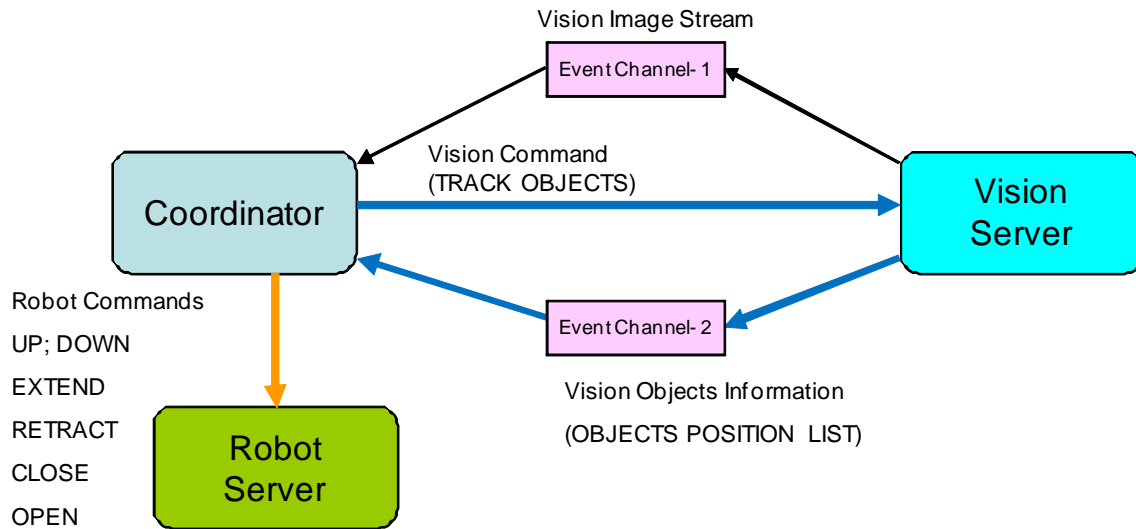 Vision Image Stream
Event Channel- 1
Vision Command
(TRACK OBJECTS)
Coordinator
Vision
Server
Robot Commands
UP; DOWN
EXTEND
RETRACT
CLOSE
OPEN
Event Channel- 2
Vision Objects Information
(OBJECTS POSITION LIST)
Robot
Server